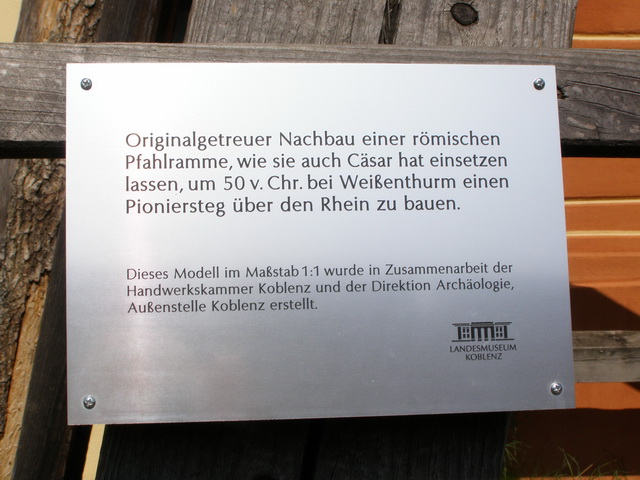 Originalgetreuer Nachbau einer römischen
Pfahlramme, wie sie auch Cäsar hat einsetzen
lassen, um 50 v. Chr. bei Weißenthurm einen
Pioniersteg über den Rhein zu bauen.
Dieses Modell im Maßstab 1:1 wurde in Zusammenarbeit der
Handwerkskammer Koblenz und der Direktion Archäologie,
Außenstelle Koblenz erstellt.
LANDESMUSEUM
KOBLENZ